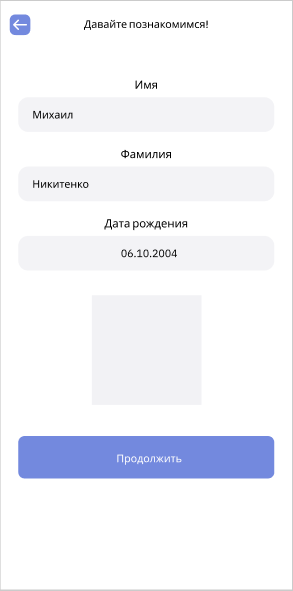 Давайте познакомимся!
Имя
Михаил
Фамилия
Никитенко
Дата рождения
06.10.2004
Продолжить